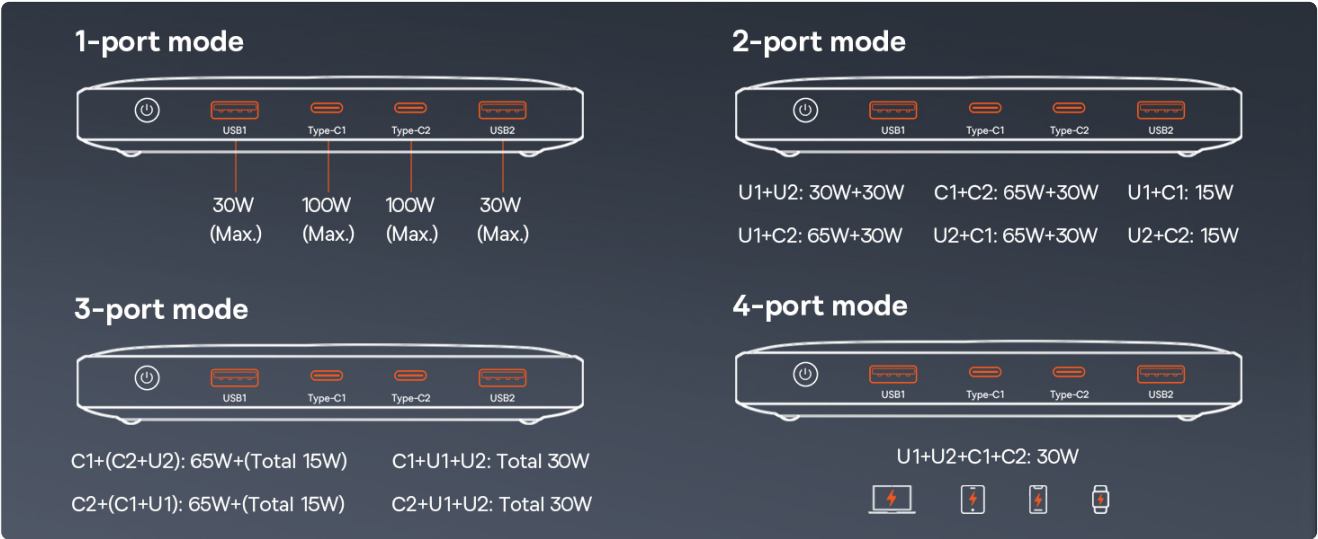 1-port mode
USB1 Type-C1 Type-C2 USB2
30W 100W 100W 30W
(Max.) (Max.) (Max.) (Max.)
2-port mode
USB1 Type-C1 Type-C2 USB2
U1+U2: 30W+30W C1+C2: 65W+30W U1+C1: 15W
U1+C2: 65W+30W U2+C1: 65W+30W U2+C2: 15W
3-port mode
USB1 Type-C1 Type-C2 USB2
C1+(C2+U2): 65W+(Total 15W) C1+U1+U2: Total 30W
C2+(C1+U1): 65W+(Total 15W) C2+U1+U2: Total 30W
4-port mode
USB1 Type-C1 Type-C2 USB2
U1+U2+C1+C2: 30W